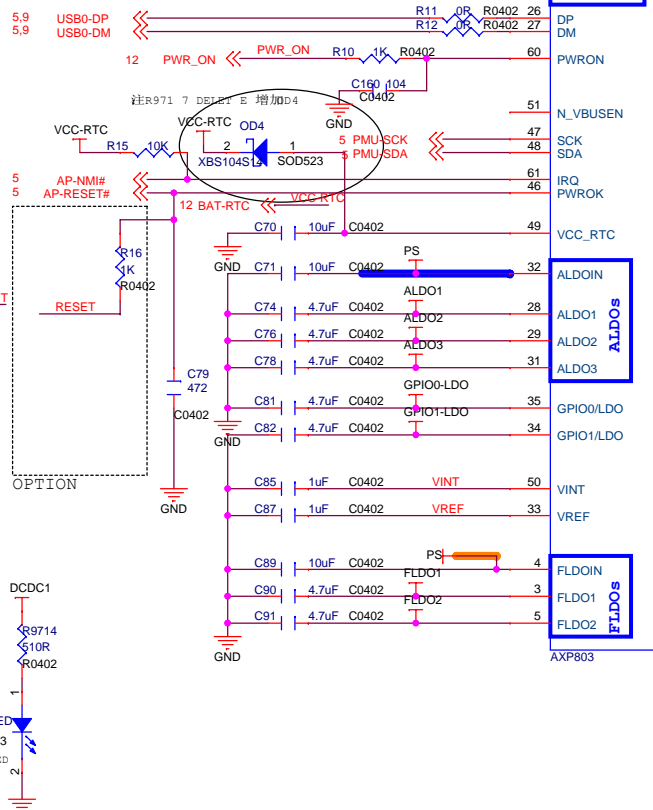 5,9 USB0-DP R11 0R R0402 26 DP
5,9 USB0-DM R12 0R R0402 27 DM
12 PWR_ON PWR_ON R10 1K R0402 60 PWRON
C160 104
C0402
GND
注R971 7 DELET E 增加OD4
51 N_VBUSEN
VCC-RTC VCC-RTC OD4
R15 10K 2 1
XBS104S14 SOD523
5 PMU-SCK 47 SCK
5 PMU-SDA 48 SDA
5 AP-NMI# 61 IRQ
5 AP-RESET# 46 PWROK
12 BAT-RTC VCC-RTC
C70 10uF C0402 49 VCC_RTC
GND
PS
C71 10uF C0402 32 ALDOIN
R16
1K
R0402
GND
ALDO1
C74 4.7uF C0402 28 ALDO1
T RESET
ALDO2
C76 4.7uF C0402 29 ALDO2
ALDO3
C78 4.7uF C0402 31 ALDO3
ALDOs
C79
472
C0402
GPIO0-LDO
C81 4.7uF C0402 35 GPIO0/LDO
GND
GPIO1-LDO
C82 4.7uF C0402 34 GPIO1/LDO
OPTION
GND
C85 1uF C0402 VINT 50 VINT
C87 1uF C0402 VREF 33 VREF
PS
C89 10uF C0402 4 FLDOIN
FLDO1
C90 4.7uF C0402 3 FLDO1
FLDO2
C91 4.7uF C0402 5 FLDO2
FLDOs
GND
AXP803
DCDC1
R9714
510R
R0402
1
ED
3
2